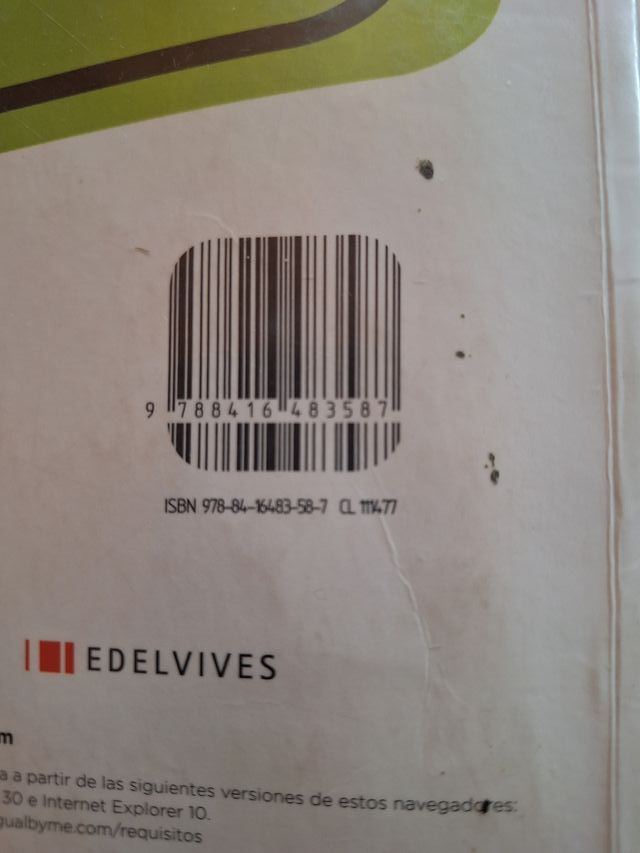 9 788416 483587
ISBN 978-84-16483-58-7 CL 111477
EDELVIVES
m
a a partir de las siguientes versiones de estos navegadores:
30 e Internet Explorer 10.
gualbyme.com/requisitos